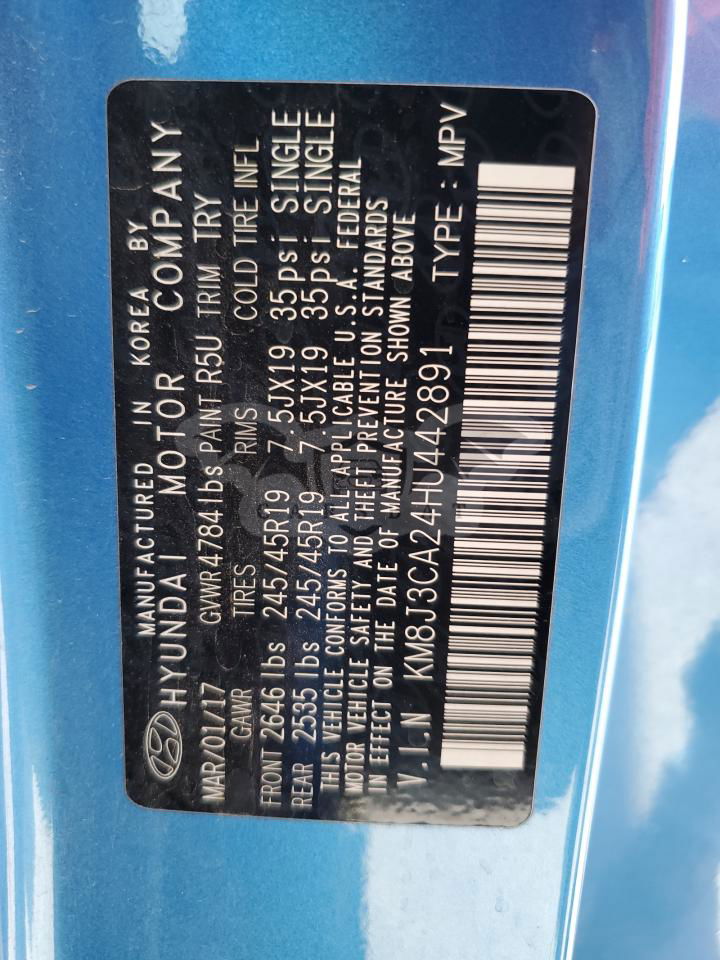 MANUFACTURED IN KOREA BY
HYUNDAI MOTOR COMPANY
MAR/01/17 GVWR 4784lbs PAINT R5U TRIM TRY
GAWR TIRES RIMS COLD TIRE INFL
FRONT 2646lbs 245/45R19 7.5JX19 35psi SINGLE
REAR 2535lbs 245/45R19 7.5JX19 35psi SINGLE
THIS VEHICLE CONFORMS TO ALL APPLICABLE U.S.A. FEDERAL
MOTOR VEHICLE SAFETY AND THEFT PREVENTION STANDARDS
IN EFFECT ON THE DATE OF MANUFACTURE SHOWN ABOVE
V.I.N KM8J3CA24HU442891 TYPE : MPV